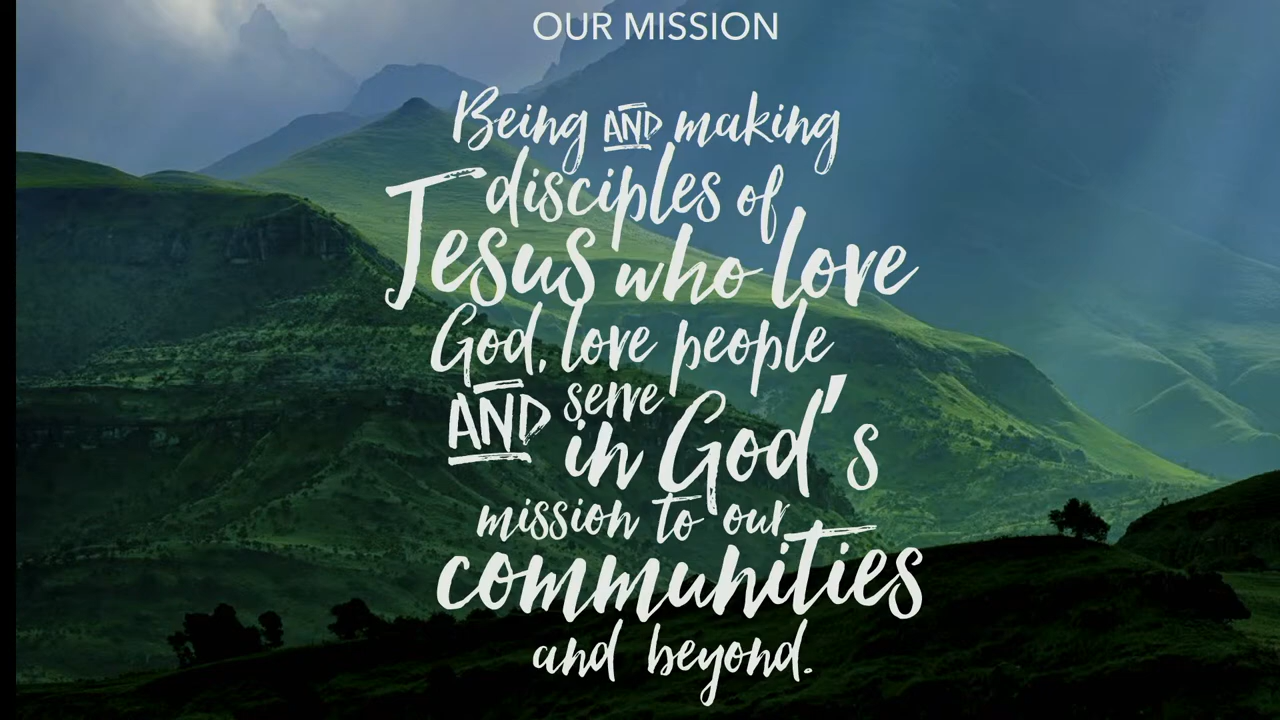 OUR MISSION
Being AND making
disciples of
Jesus who love
God, love people
AND serve
in God's
mission to our
communities
and beyond.